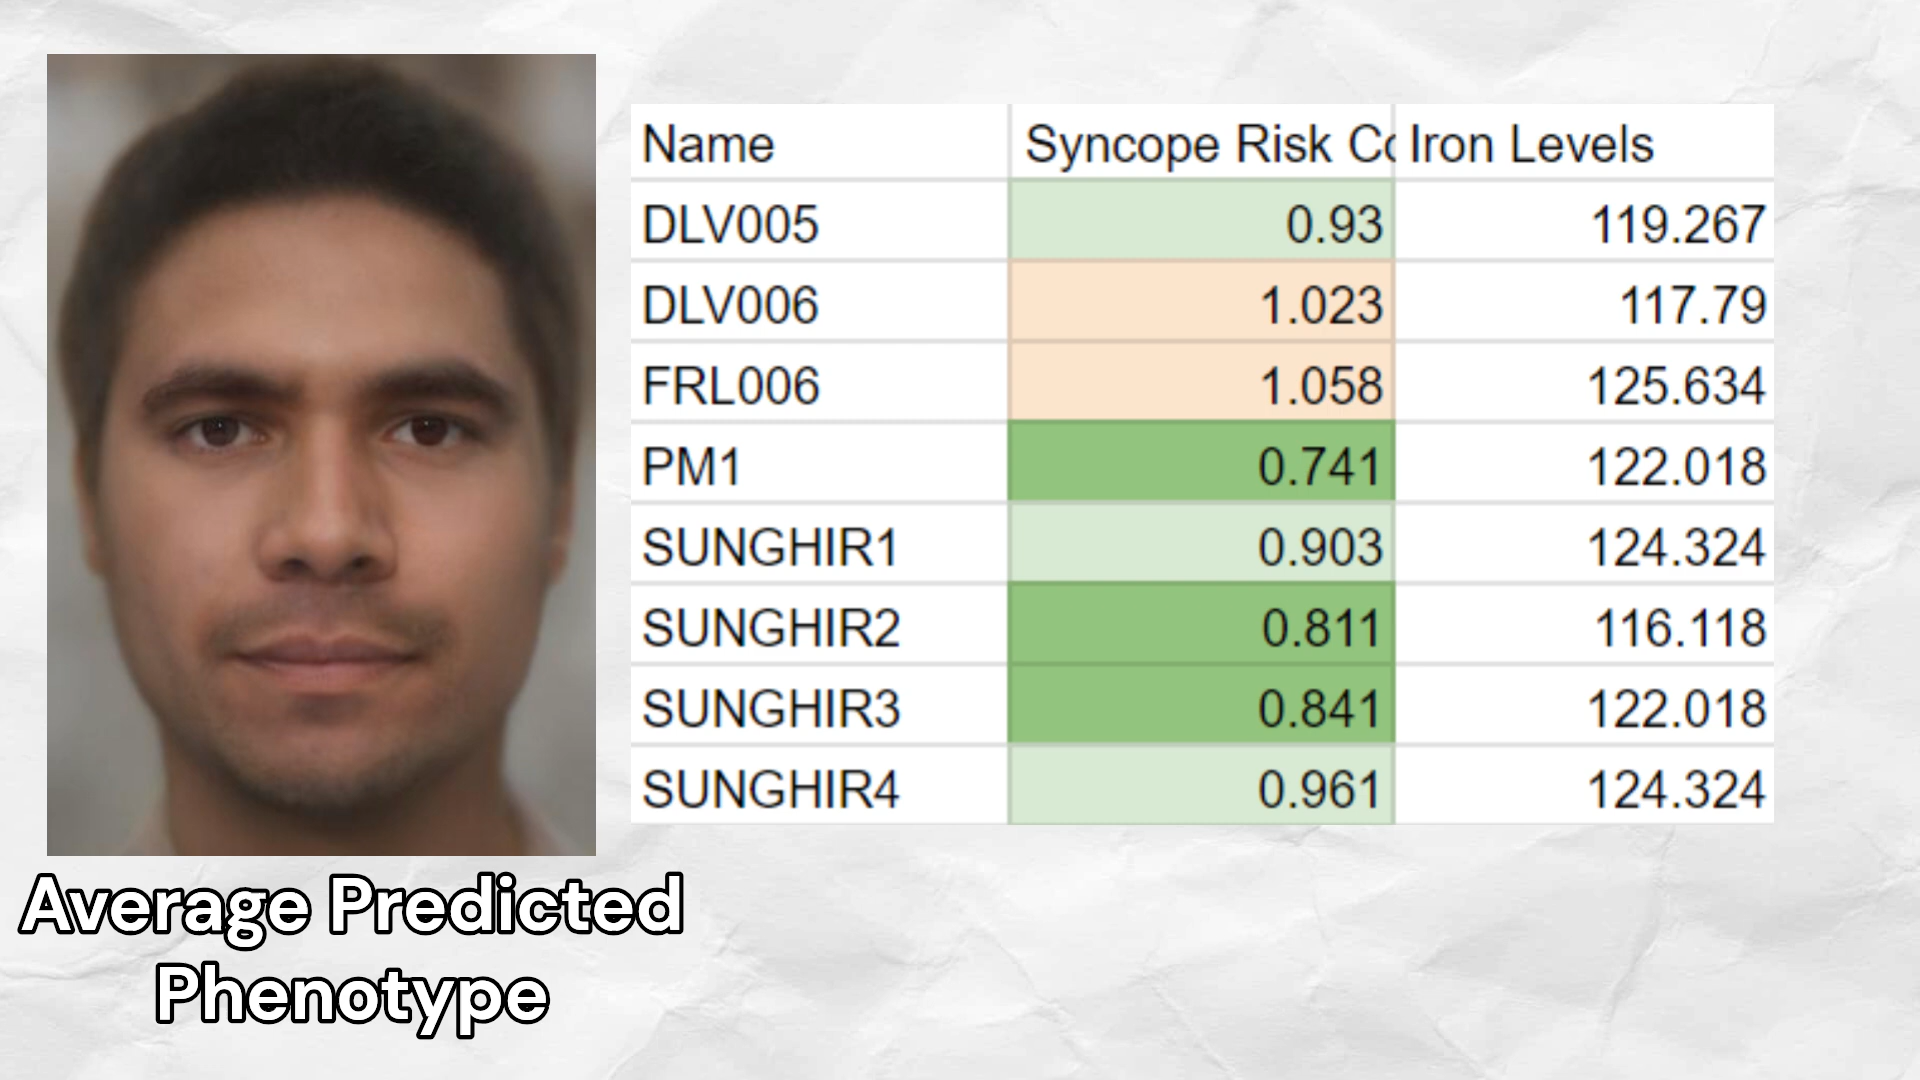 Name Syncope Risk Co Iron Levels
DLV005 0.93 119.267
DLV006 1.023 117.79
FRL006 1.058 125.634
PM1 0.741 122.018
SUNGHIR1 0.903 124.324
SUNGHIR2 0.811 116.118
SUNGHIR3 0.841 122.018
SUNGHIR4 0.961 124.324
Average Predicted
Phenotype